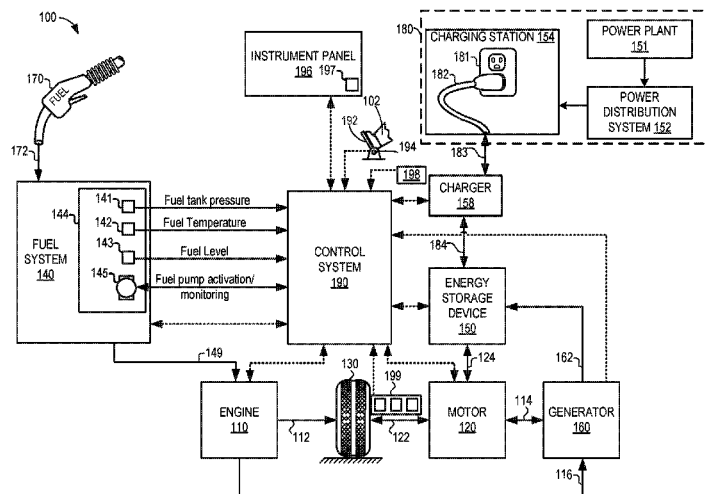 100
170
FUEL
172
INSTRUMENT PANEL
196
197
192
102
194
198
180
CHARGING STATION 154
181
182
183
POWER PLANT
151
POWER
DISTRIBUTION
SYSTEM 152
CHARGER
158
184
FUEL
SYSTEM
140
144
141
142
143
145
Fuel tank pressure
Fuel Temperature
Fuel Level
Fuel pump activation/
monitoring
CONTROL
SYSTEM
190
ENERGY
STORAGE
DEVICE
150
149
124
162
130
199
ENGINE
110
112
122
MOTOR
120
114
GENERATOR
160
116